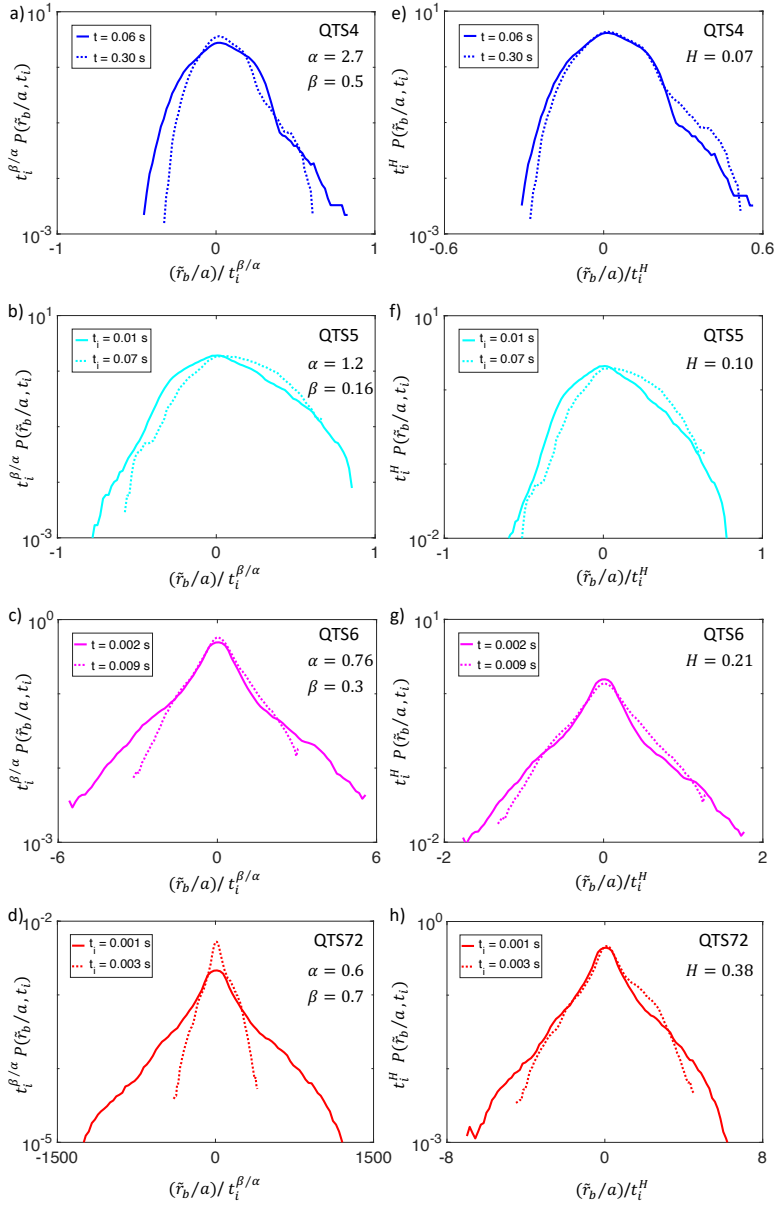 a)
10^1
t = 0.06 s
t = 0.30 s
QTS4
α = 2.7
β = 0.5
t_i^{β/α} P(r̃_b/a, t_i)
10^-3
-1 0 1
(r̃_b/a)/ t_i^{β/α}
e)
10^1
t = 0.06 s
t = 0.30 s
QTS4
H = 0.07
t_i^H P(r̃_b/a, t_i)
10^-3
-0.6 0 0.6
(r̃_b/a)/t_i^H
b)
10^1
t_i = 0.01 s
t_i = 0.07 s
QTS5
α = 1.2
β = 0.16
t_i^{β/α} P(r̃_b/a, t_i)
10^-3
-1 0 1
(r̃_b/a)/ t_i^{β/α}
f)
10^1
t_i = 0.01 s
t_i = 0.07 s
QTS5
H = 0.10
t_i^H P(r̃_b/a, t_i)
10^-2
-1 0 1
(r̃_b/a)/t_i^H
c)
10^0
t = 0.002 s
t = 0.009 s
QTS6
α = 0.76
β = 0.3
t_i^{β/α} P(r̃_b/a, t_i)
10^-3
-6 0 6
(r̃_b/a)/ t_i^{β/α}
g)
10^1
t = 0.002 s
t = 0.009 s
QTS6
H = 0.21
t_i^H P(r̃_b/a, t_i)
10^-2
-2 0 2
(r̃_b/a)/t_i^H
d)
10^-2
t_i = 0.001 s
t_i = 0.003 s
QTS72
α = 0.6
β = 0.7
t_i^{β/α} P(r̃_b/a, t_i)
10^-5
-1500 0 1500
(r̃_b/a)/ t_i^{β/α}
h)
10^0
t_i = 0.001 s
t_i = 0.003 s
QTS72
H = 0.38
t_i^H P(r̃_b/a, t_i)
10^-3
-8 0 8
(r̃_b/a)/t_i^H